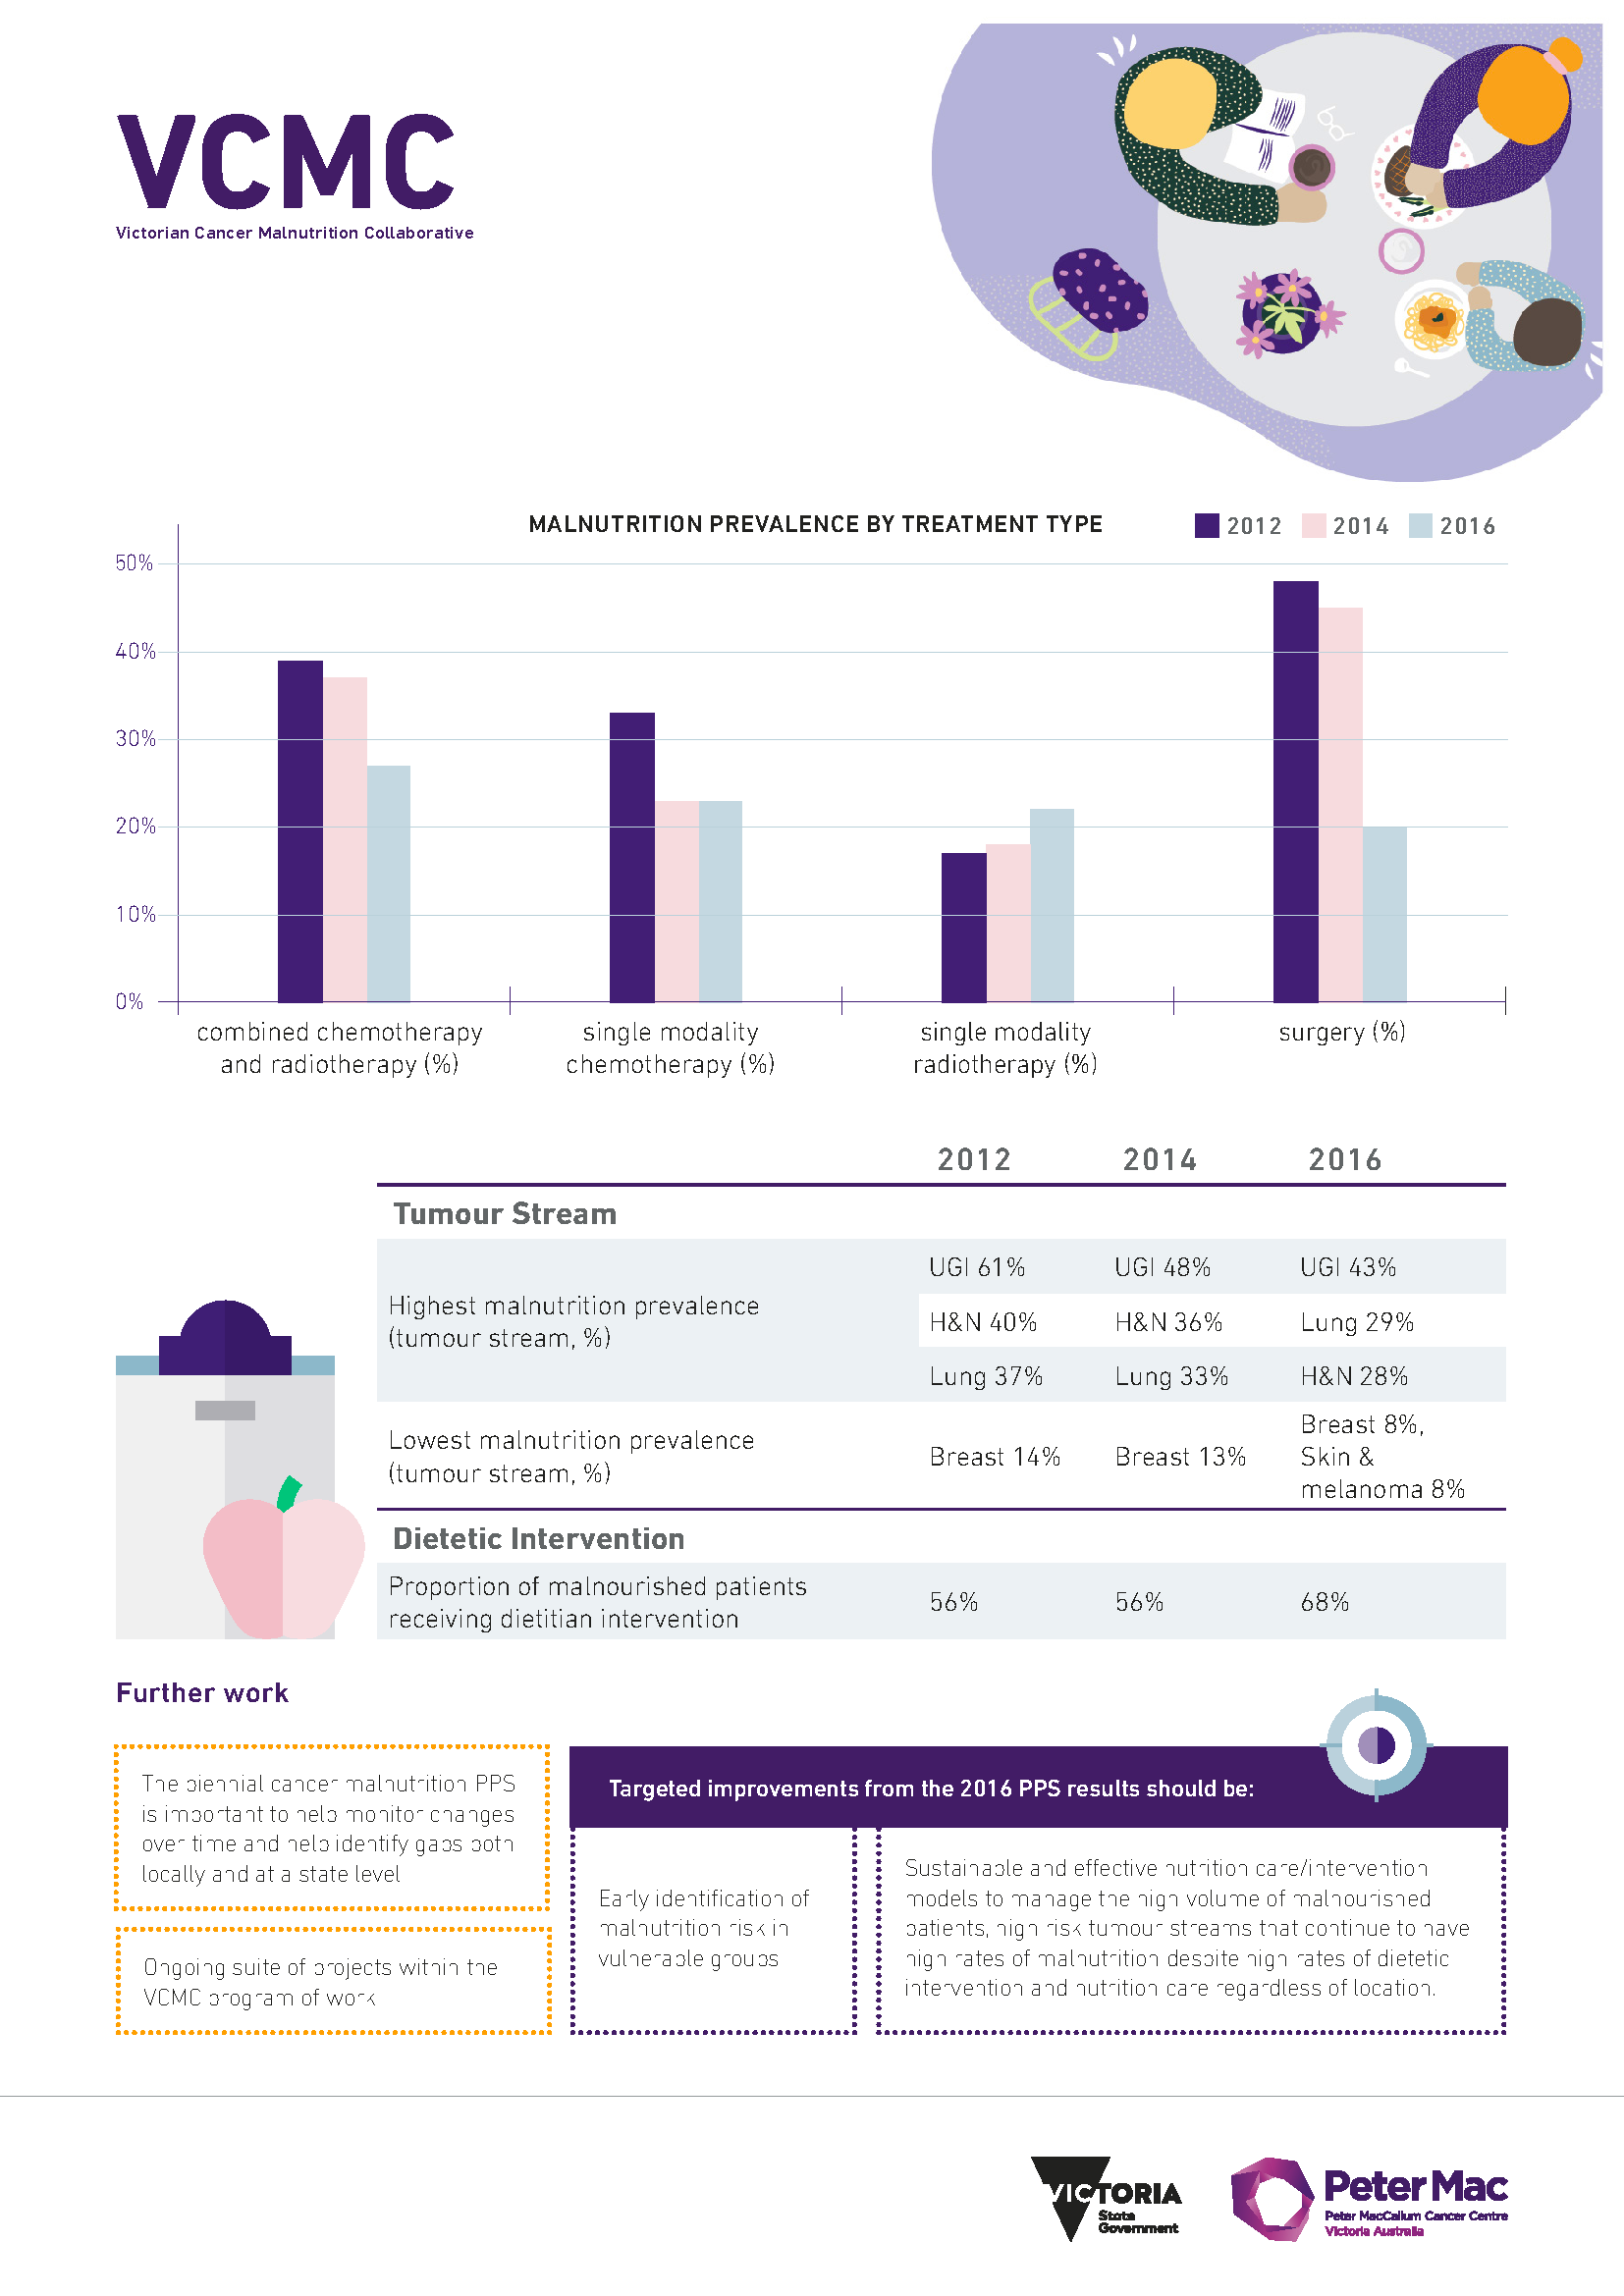 VCMC
Victorian Cancer Malnutrition Collaborative
MALNUTRITION PREVALENCE BY TREATMENT TYPE
2012 2014 2016
50%
40%
30%
20%
10%
0%
combined chemotherapy
and radiotherapy (%)
single modality
chemotherapy (%)
single modality
radiotherapy (%)
surgery (%)
2012 2014 2016
Tumour Stream
Highest malnutrition prevalence
(tumour stream, %)
UGI 61% UGI 48% UGI 43%
H&N 40% H&N 36% Lung 29%
Lung 37% Lung 33% H&N 28%
Lowest malnutrition prevalence
(tumour stream, %)
Breast 14% Breast 13%
Breast 8%,
Skin &
melanoma 8%
Dietetic Intervention
Proportion of malnourished patients
receiving dietitian intervention
56% 56% 68%
Further work
The biennial cancer malnutrition PPS
is important to help monitor changes
over time and help identify gaps both
locally and at a state level
Ongoing suite of projects within the
VCMC program of work
Targeted improvements from the 2016 PPS results should be:
Early identification of
malnutrition risk in
vulnerable groups
Sustainable and effective nutrition care/intervention
models to manage the high volume of malnourished
patients, high risk tumour streams that continue to have
high rates of malnutrition despite high rates of dietetic
intervention and nutrition care regardless of location.
VICTORIA
State
Government
Peter Mac
Peter MacCallum Cancer Centre
Victoria Australia